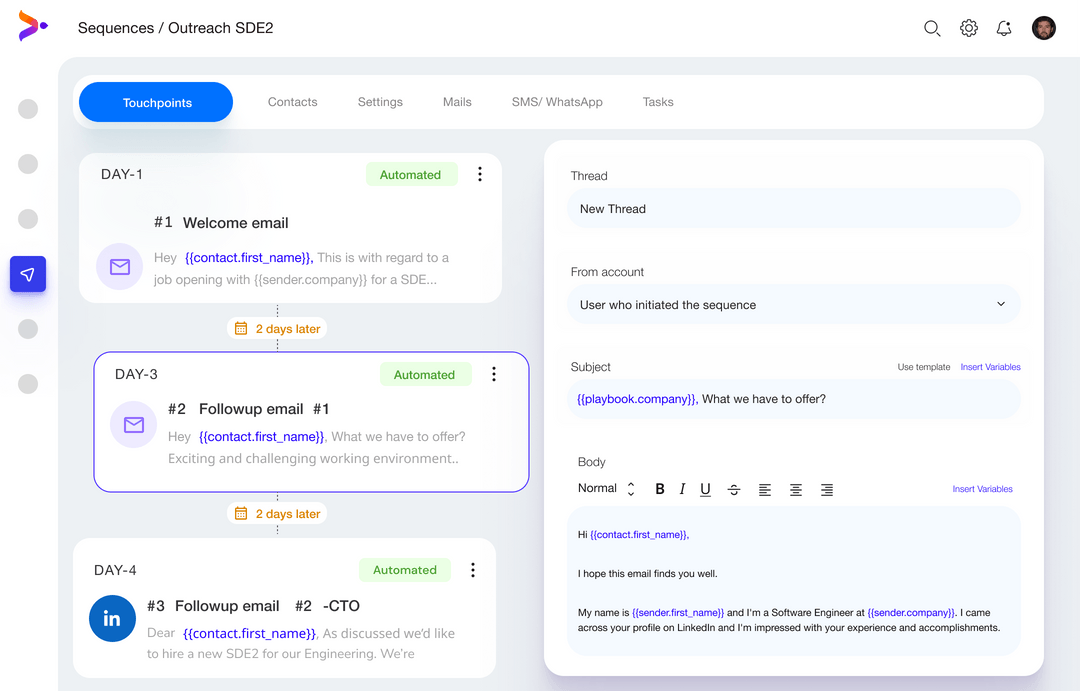 Sequences / Outreach SDE2
Touchpoints
Contacts
Settings
Mails
SMS/ WhatsApp
Tasks
DAY-1
Automated
#1 Welcome email
Hey {{contact.first_name}}, This is with regard to a
job opening with {{sender.company}} for a SDE...
2 days later
DAY-3
Automated
#2 Followup email #1
Hey {{contact.first_name}}, What we have to offer?
Exciting and challenging working environment..
2 days later
DAY-4
Automated
in
#3 Followup email #2 -CTO
Dear {{contact.first_name}}, As discussed we'd like
to hire a new SDE2 for our Engineering. We're
Thread
New Thread
From account
User who initiated the sequence
Subject
Use template
Insert Variables
{{playbook.company}}, What we have to offer?
Body
Normal
B I U S
Insert Variables
Hi {{contact.first_name}},
I hope this email finds you well.
My name is {{sender.first_name}} and I'm a Software Engineer at {{sender.company}}. I came
across your profile on LinkedIn and I'm impressed with your experience and accomplishments.